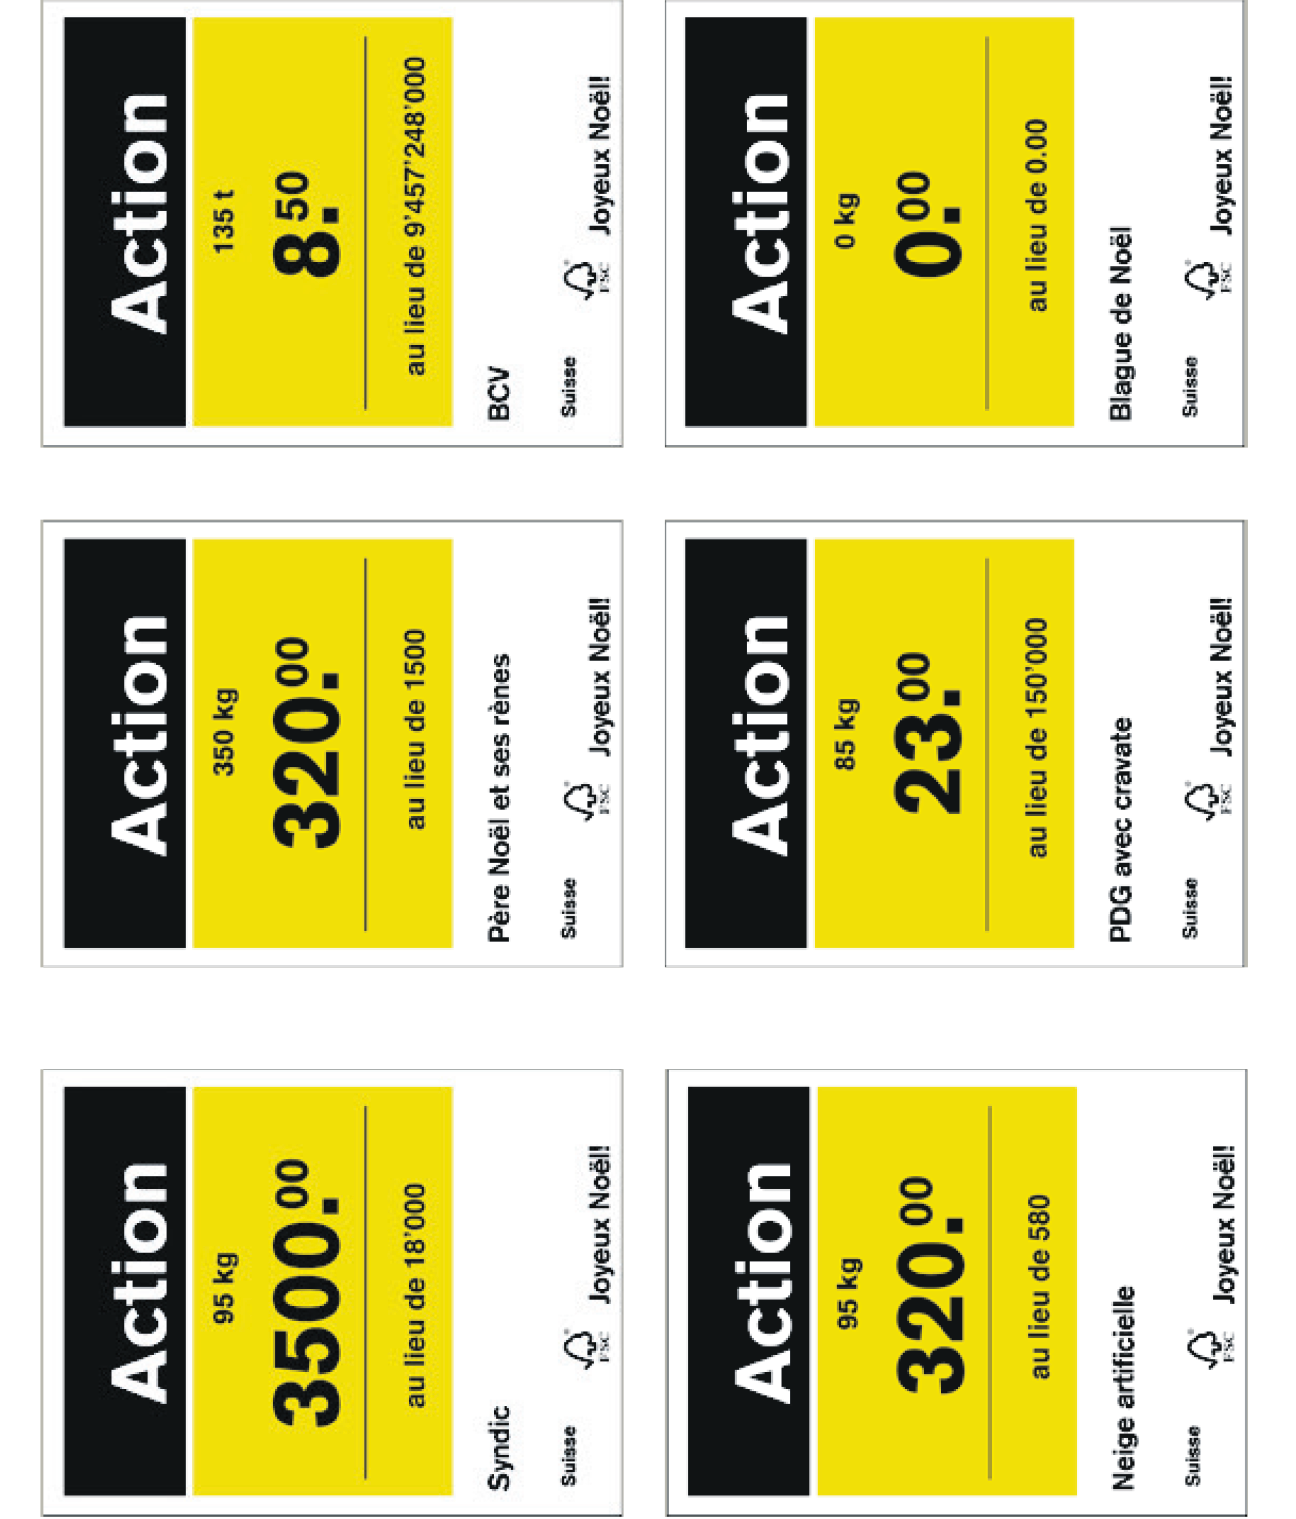 Action
95 kg
3500.00
au lieu de 18'000
Syndic
Suisse
FSC
Joyeux Noël!
Action
350 kg
320.00
au lieu de 1500
Père Noël et ses rènes
Suisse
FSC
Joyeux Noël!
Action
135 t
8.50
au lieu de 9'457'248'000
BCV
Suisse
FSC
Joyeux Noël!
Action
95 kg
320.00
au lieu de 580
Neige artificielle
Suisse
FSC
Joyeux Noël!
Action
85 kg
23.00
au lieu de 150'000
PDG avec cravate
Suisse
FSC
Joyeux Noël!
Action
0 kg
0.00
au lieu de 0.00
Blague de Noël
Suisse
FSC
Joyeux Noël!